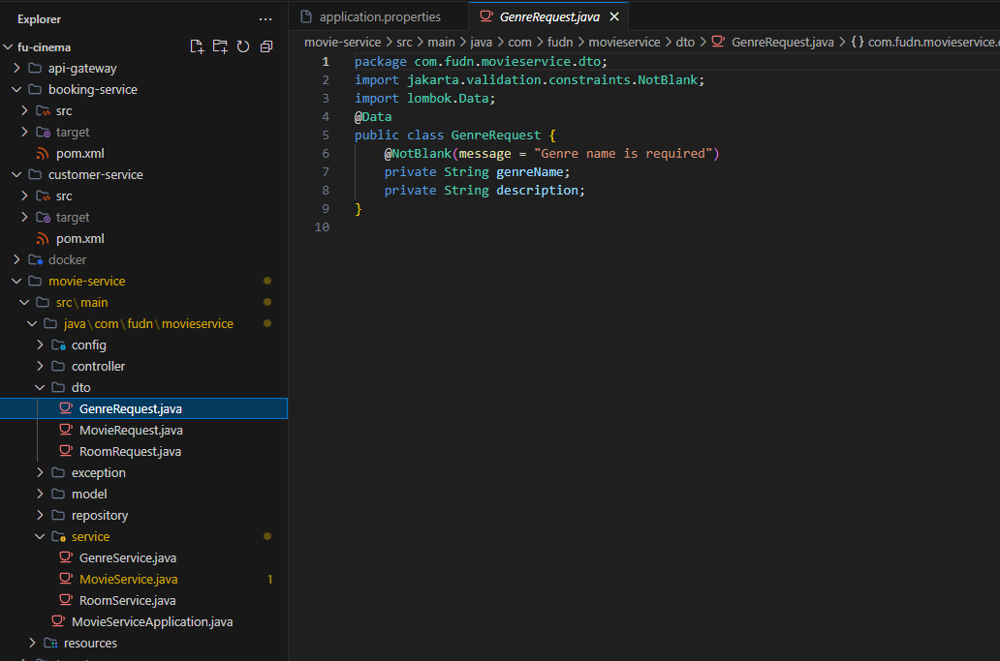 Explorer
fu-cinema
api-gateway
booking-service
src
target
pom.xml
customer-service
src
target
pom.xml
docker
movie-service
src\main
java\com\fudn\movieservice
config
controller
dto
GenreRequest.java
MovieRequest.java
RoomRequest.java
exception
model
repository
service
GenreService.java
MovieService.java 1
RoomService.java
MovieServiceApplication.java
resources
application.properties GenreRequest.java
movie-service > src > main > java > com > fudn > movieservice > dto > GenreRequest.java > {} com.fudn.movieservice.
1 package com.fudn.movieservice.dto;
2 import jakarta.validation.constraints.NotBlank;
3 import lombok.Data;
4 @Data
5 public class GenreRequest {
6 @NotBlank(message = "Genre name is required")
7 private String genreName;
8 private String description;
9 }
10